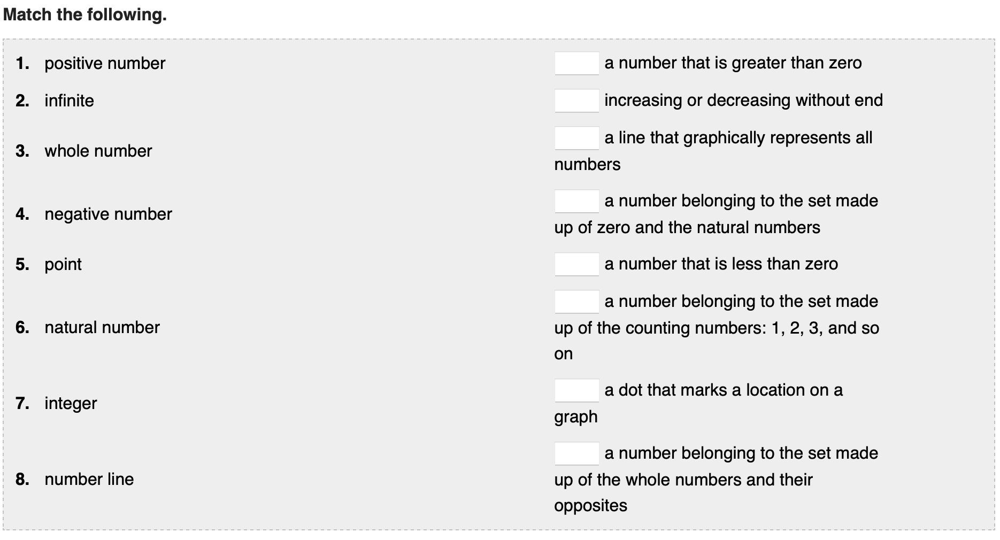 Match the following.
1. positive number
a number that is greater than zero
2. infinite
increasing or decreasing without end
3. whole number
a line that graphically represents all
numbers
4. negative number
a number belonging to the set made
up of zero and the natural numbers
5. point
a number that is less than zero
6. natural number
a number belonging to the set made
up of the counting numbers: 1, 2, 3, and so
on
7. integer
a dot that marks a location on a
graph
8. number line
a number belonging to the set made
up of the whole numbers and their
opposites